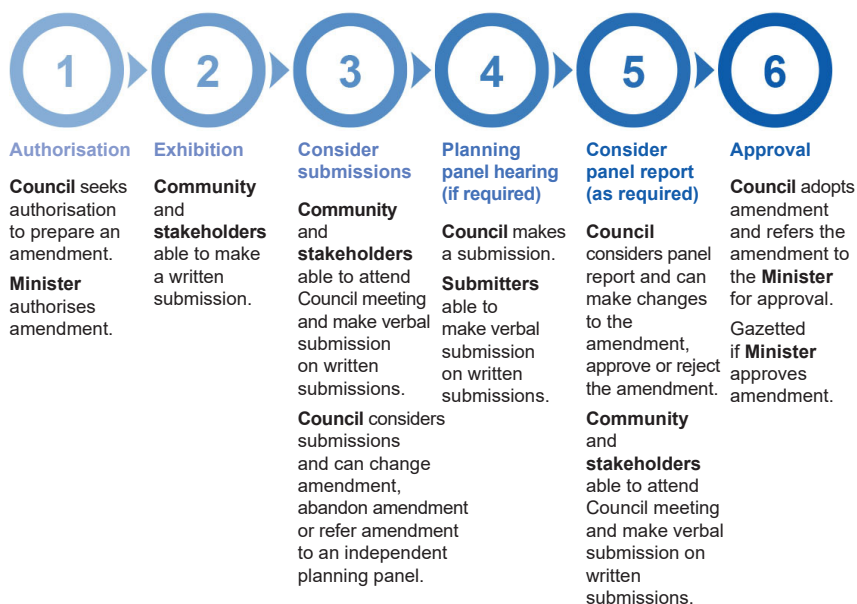 1
2
3
4
5
6
Authorisation
Council seeks
authorisation
to prepare an
amendment.
Minister
authorises
amendment.
Exhibition
Community
and
stakeholders
able to make
a written
submission.
Consider
submissions
Community
and
stakeholders
able to attend
Council meeting
and make verbal
submission
on written
submissions.
Council considers
submissions
and can change
amendment,
abandon amendment
or refer amendment
to an independent
planning panel.
Planning
panel hearing
(if required)
Council makes
a submission.
Submitters
able to
make verbal
submission
on written
submissions.
Consider
panel report
(as required)
Council
considers panel
report and can
make changes
to the
amendment,
approve or reject
the amendment.
Community
and
stakeholders
able to attend
Council meeting
and make verbal
submission on
written
submissions.
Approval
Council adopts
amendment
and refers the
amendment to
the Minister
for approval.
Gazetted
if Minister
approves
amendment.